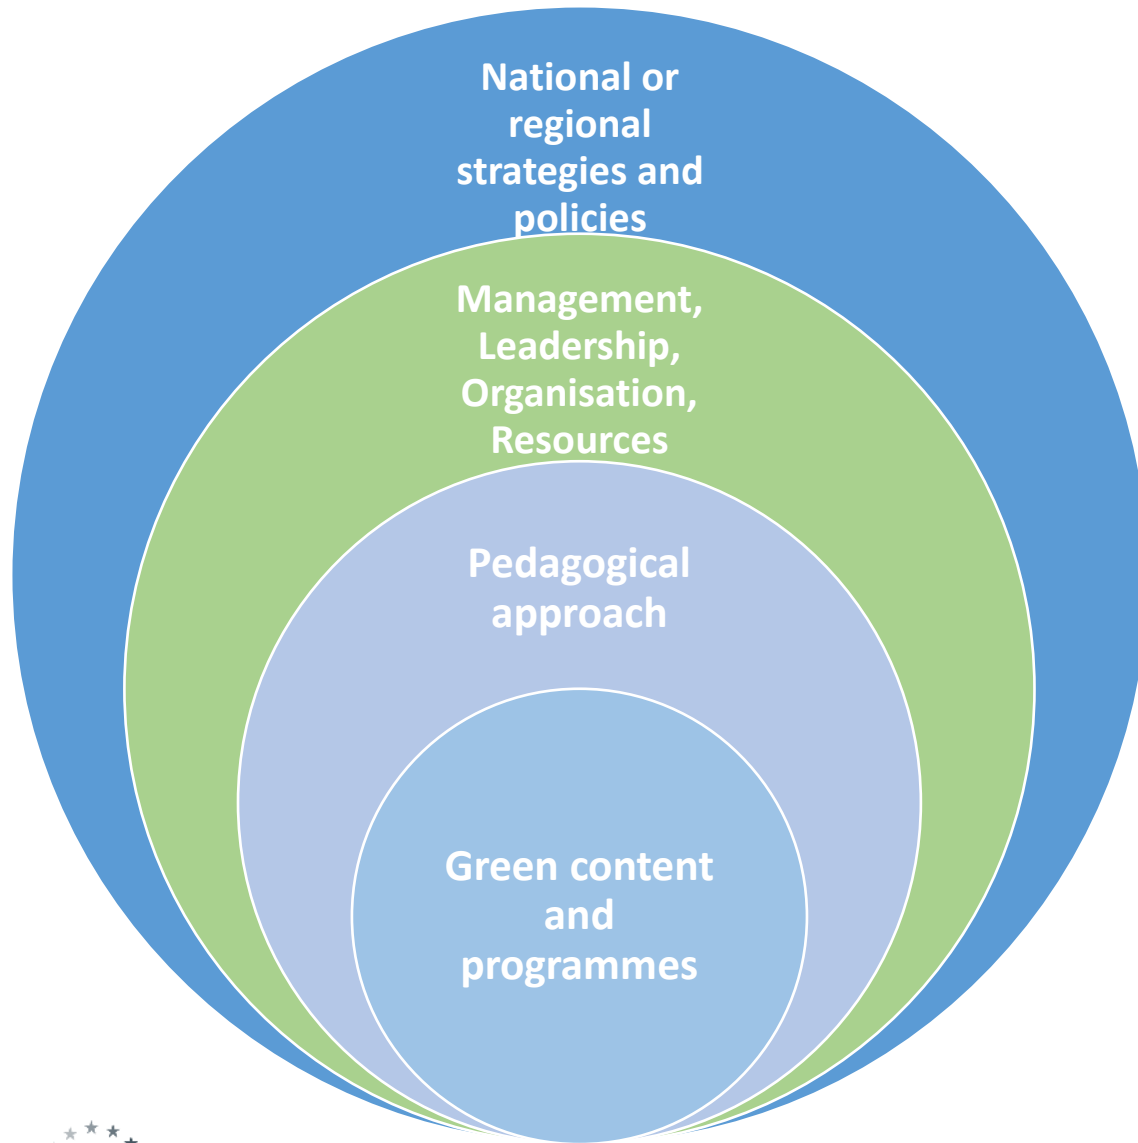 National or
regional
strategies and
policies
Management,
Leadership,
Organisation,
Resources
Pedagogical
approach
Green content
and
programmes